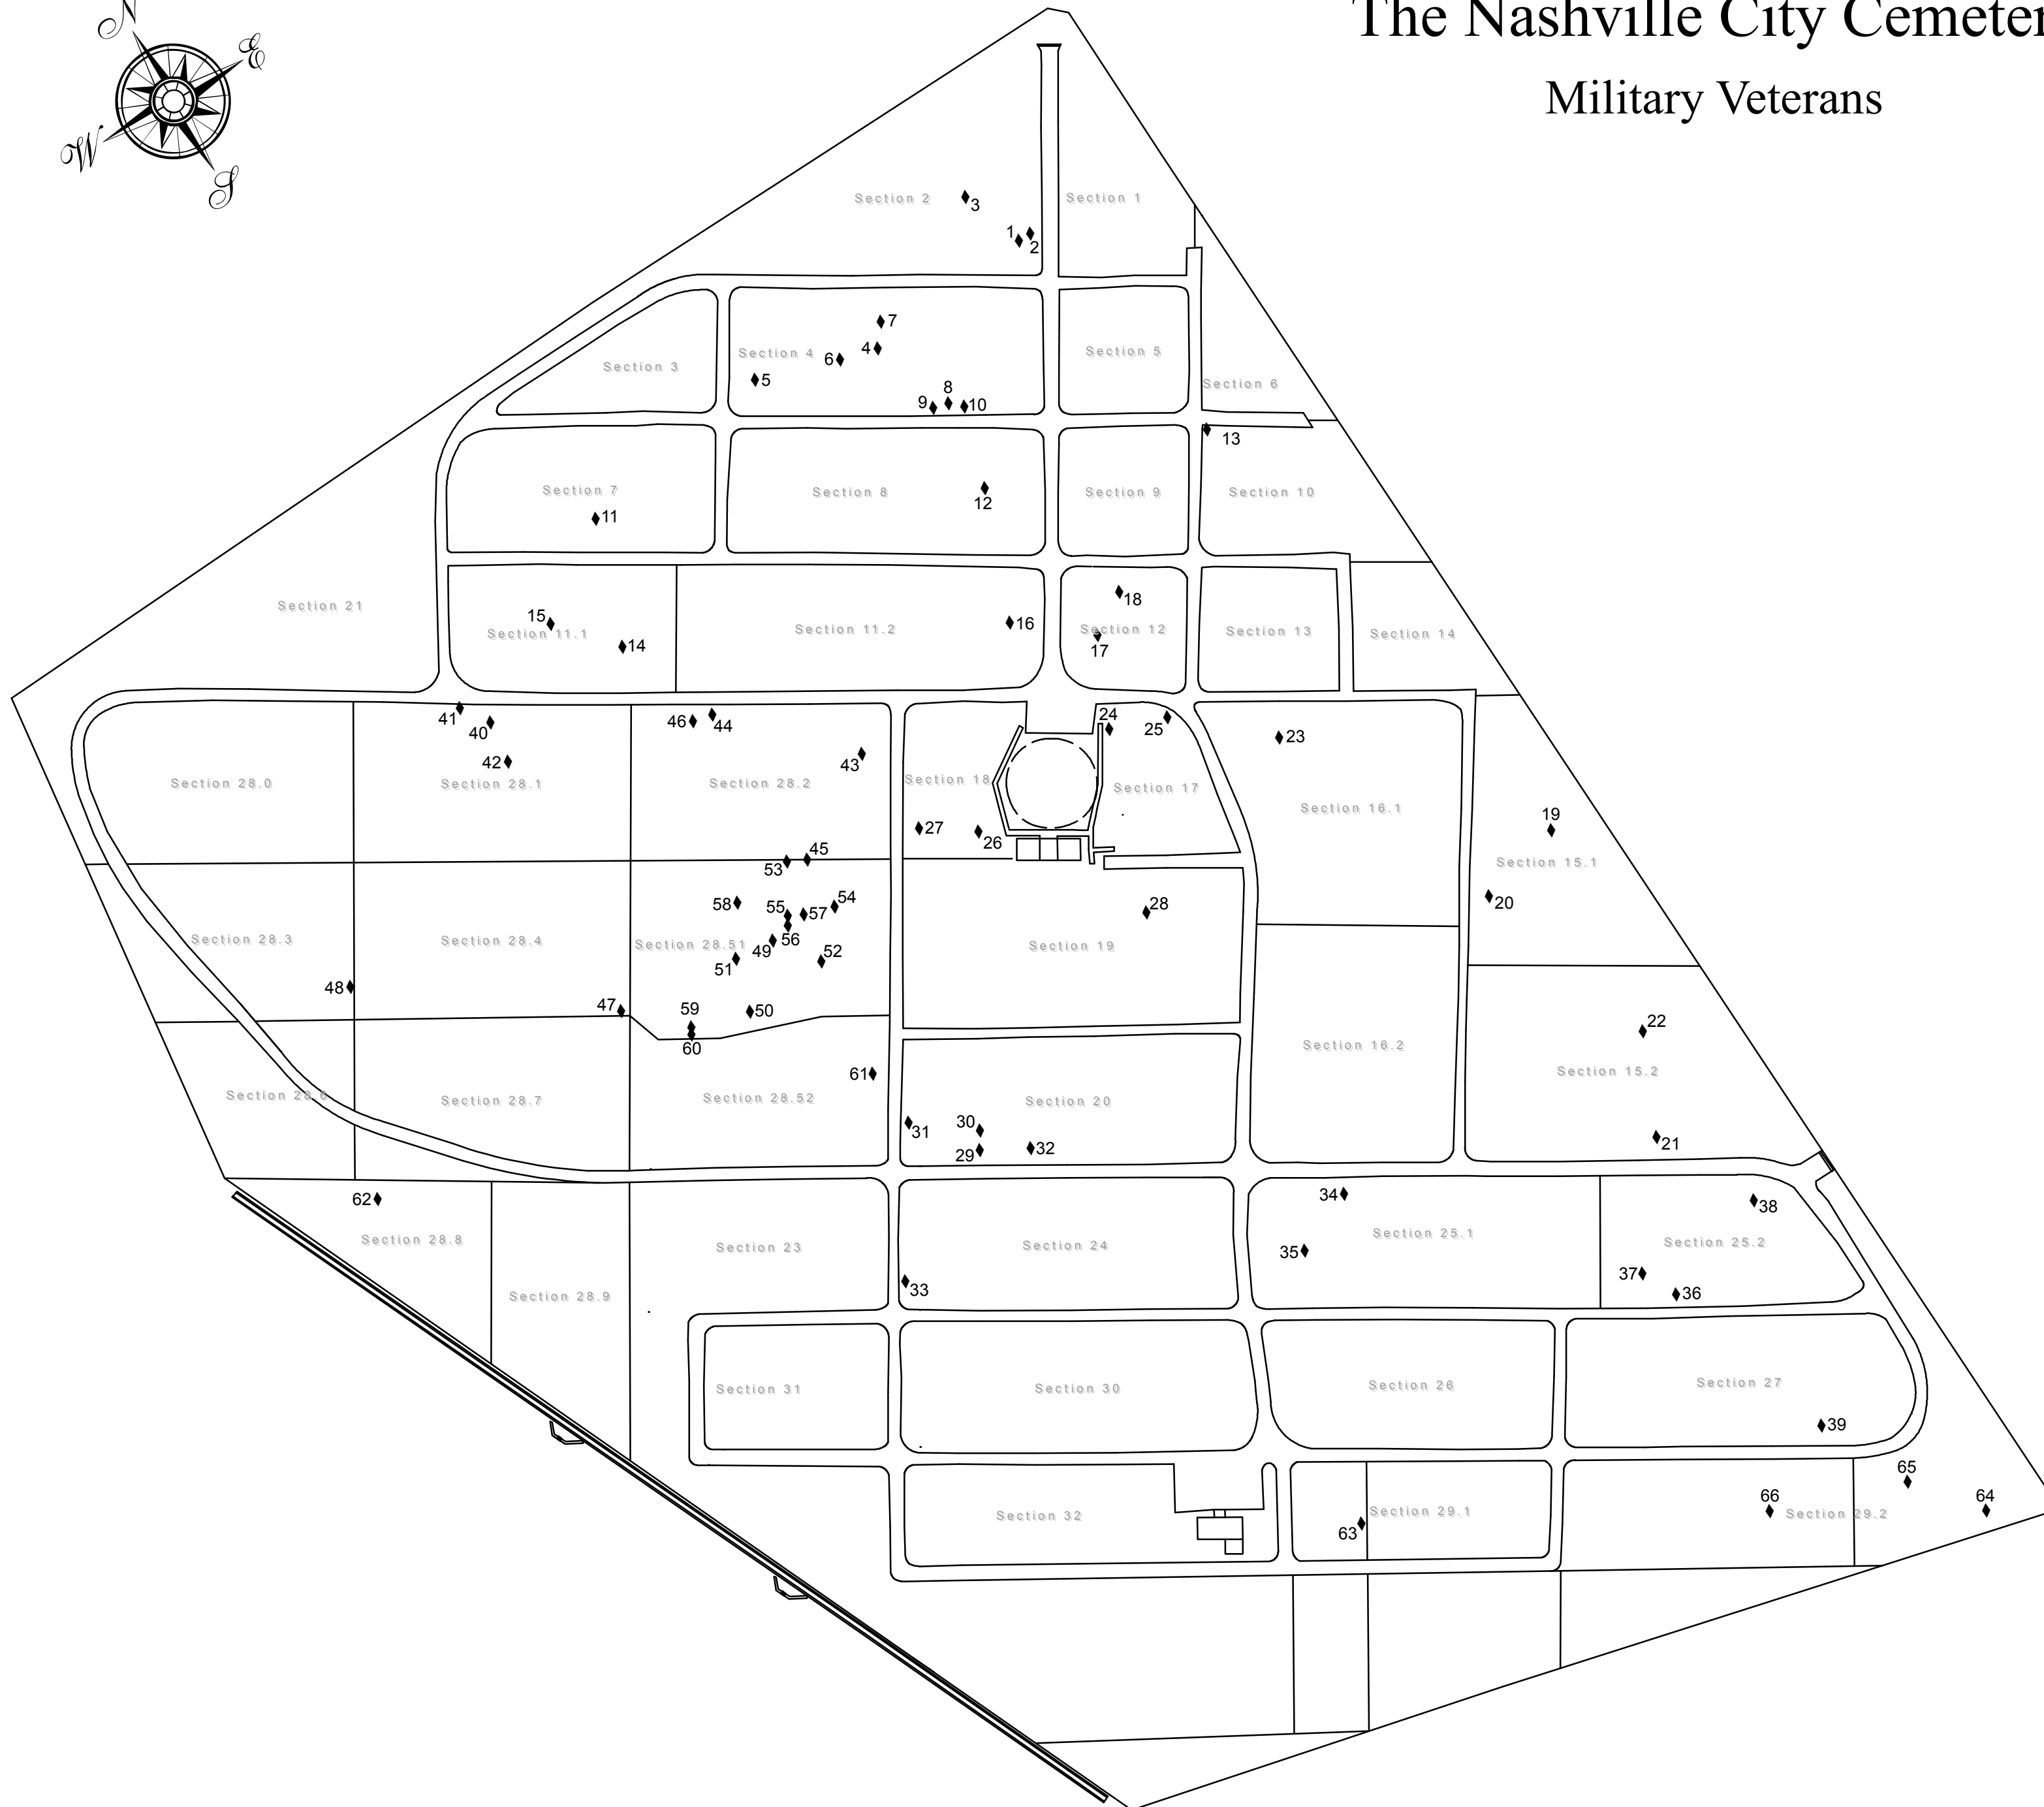 The Nashville City Cemeter
Military Veterans
N
E
W
S
Section 2
3
Section 1
1
2
7
4
6
5
Section 4
Section 3
Section 5
Section 6
8
9
10
13
Section 7
11
Section 8
12
Section 9
Section 10
Section 21
15
Section 11.1
14
Section 11.2
16
18
Section 12
17
Section 13
Section 14
41
40
42
46
44
43
24
25
23
Section 28.0
Section 28.1
Section 28.2
Section 18
Section 17
Section 16.1
19
Section 15.1
27
26
45
53
58
55
57
54
20
28
Section 28.3
Section 28.4
Section 28.51
49
56
51
52
Section 19
48
47
59
50
60
22
Section 16.2
Section 15.2
61
Section 28.6
Section 28.7
Section 28.52
Section 20
31
30
29
32
21
62
Section 28.8
Section 23
Section 24
34
35
Section 25.1
38
Section 25.2
37
36
33
Section 28.9
Section 31
Section 30
Section 26
Section 27
39
65
66
64
Section 32
63
Section 29.1
Section 29.2